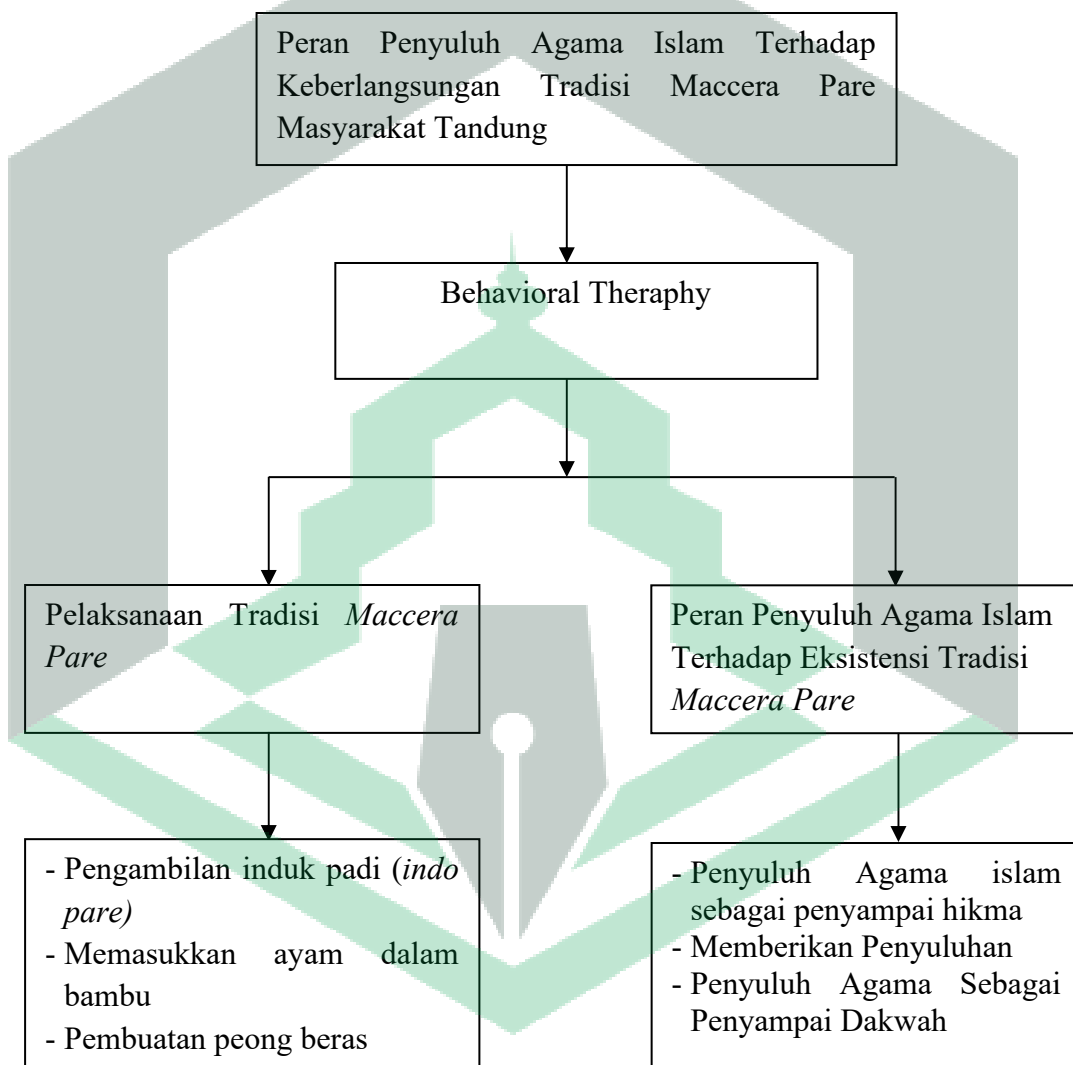 Peran Penyuluh Agama Islam Terhadap
Keberlangsungan Tradisi Maccera Pare
Masyarakat Tandung
Behavioral Theraphy
Pelaksanaan Tradisi Maccera
Pare
Peran Penyuluh Agama Islam
Terhadap Eksistensi Tradisi
Maccera Pare
- Pengambilan induk padi (indo
pare)
- Memasukkan ayam dalam
bambu
- Pembuatan peong beras
- Penyuluh Agama islam
sebagai penyampai hikma
- Memberikan Penyuluhan
- Penyuluh Agama Sebagai
Penyampai Dakwah